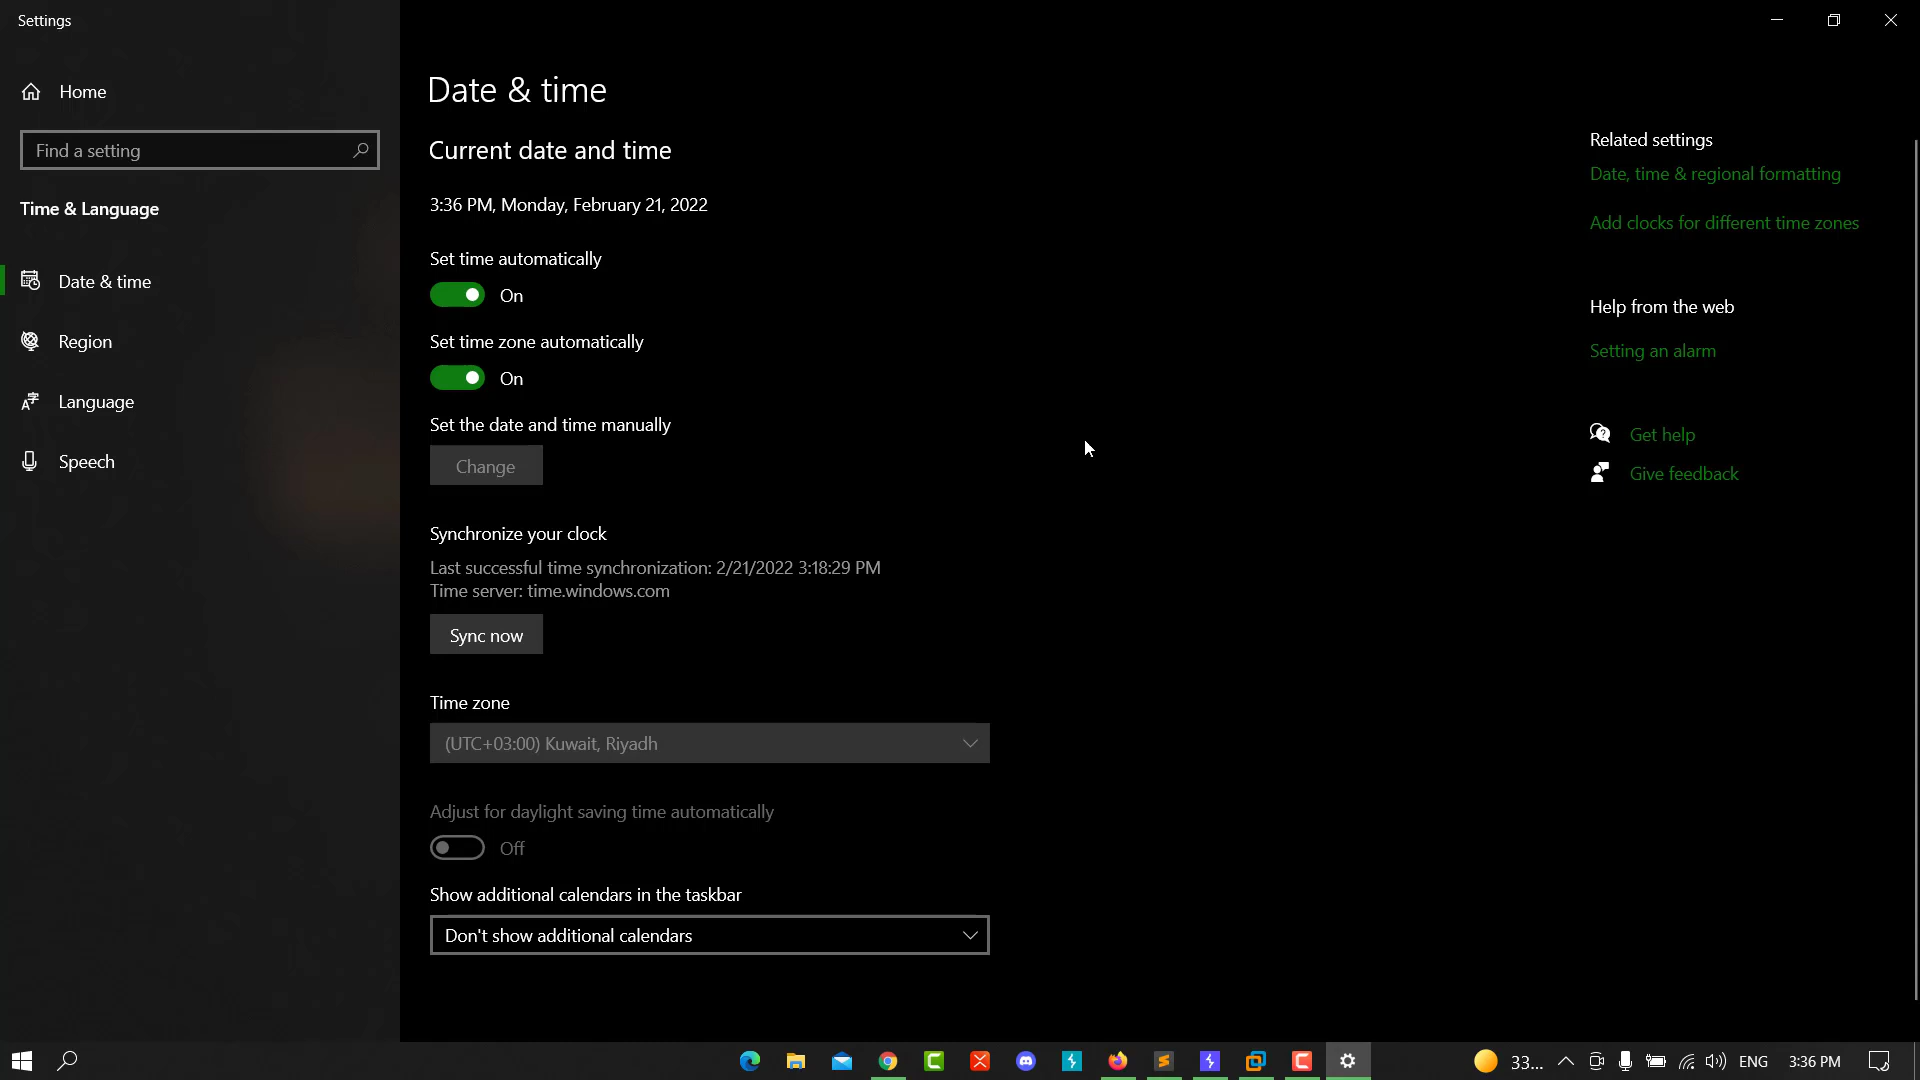 Settings
Home
Find a setting
Time & Language
Date & time
Region
Language
Speech
Date & time
Current date and time
3:36 PM, Monday, February 21, 2022
Set time automatically
On
Set time zone automatically
On
Set the date and time manually
Change
Synchronize your clock
Last successful time synchronization: 2/21/2022 3:18:29 PM
Time server: time.windows.com
Sync now
Time zone
(UTC+03:00) Kuwait, Riyadh
Adjust for daylight saving time automatically
Off
Show additional calendars in the taskbar
Don't show additional calendars
Related settings
Date, time & regional formatting
Add clocks for different time zones
Help from the web
Setting an alarm
Get help
Give feedback
33...
ENG
3:36 PM